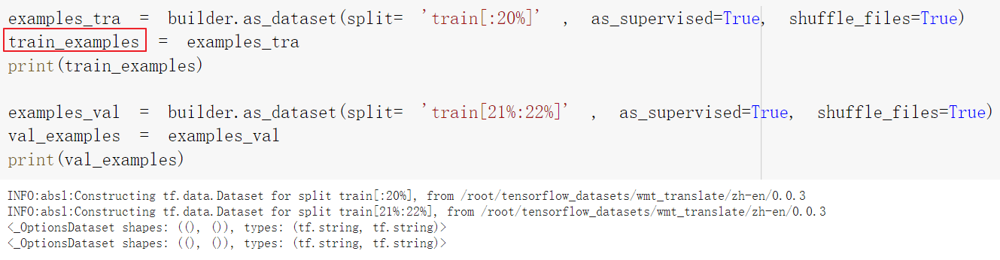 examples_tra = builder.as_dataset(split= 'train[:20%]' , as_supervised=True, shuffle_files=True)
train_examples = examples_tra
print(train_examples)
examples_val = builder.as_dataset(split= 'train[21%:22%]' , as_supervised=True, shuffle_files=True)
val_examples = examples_val
print(val_examples)
INFO:absl:Constructing tf.data.Dataset for split train[:20%], from /root/tensorflow_datasets/wmt_translate/zh-en/0.0.3
INFO:absl:Constructing tf.data.Dataset for split train[21%:22%], from /root/tensorflow_datasets/wmt_translate/zh-en/0.0.3
<_OptionsDataset shapes: ((), ()), types: (tf.string, tf.string)>
<_OptionsDataset shapes: ((), ()), types: (tf.string, tf.string)>